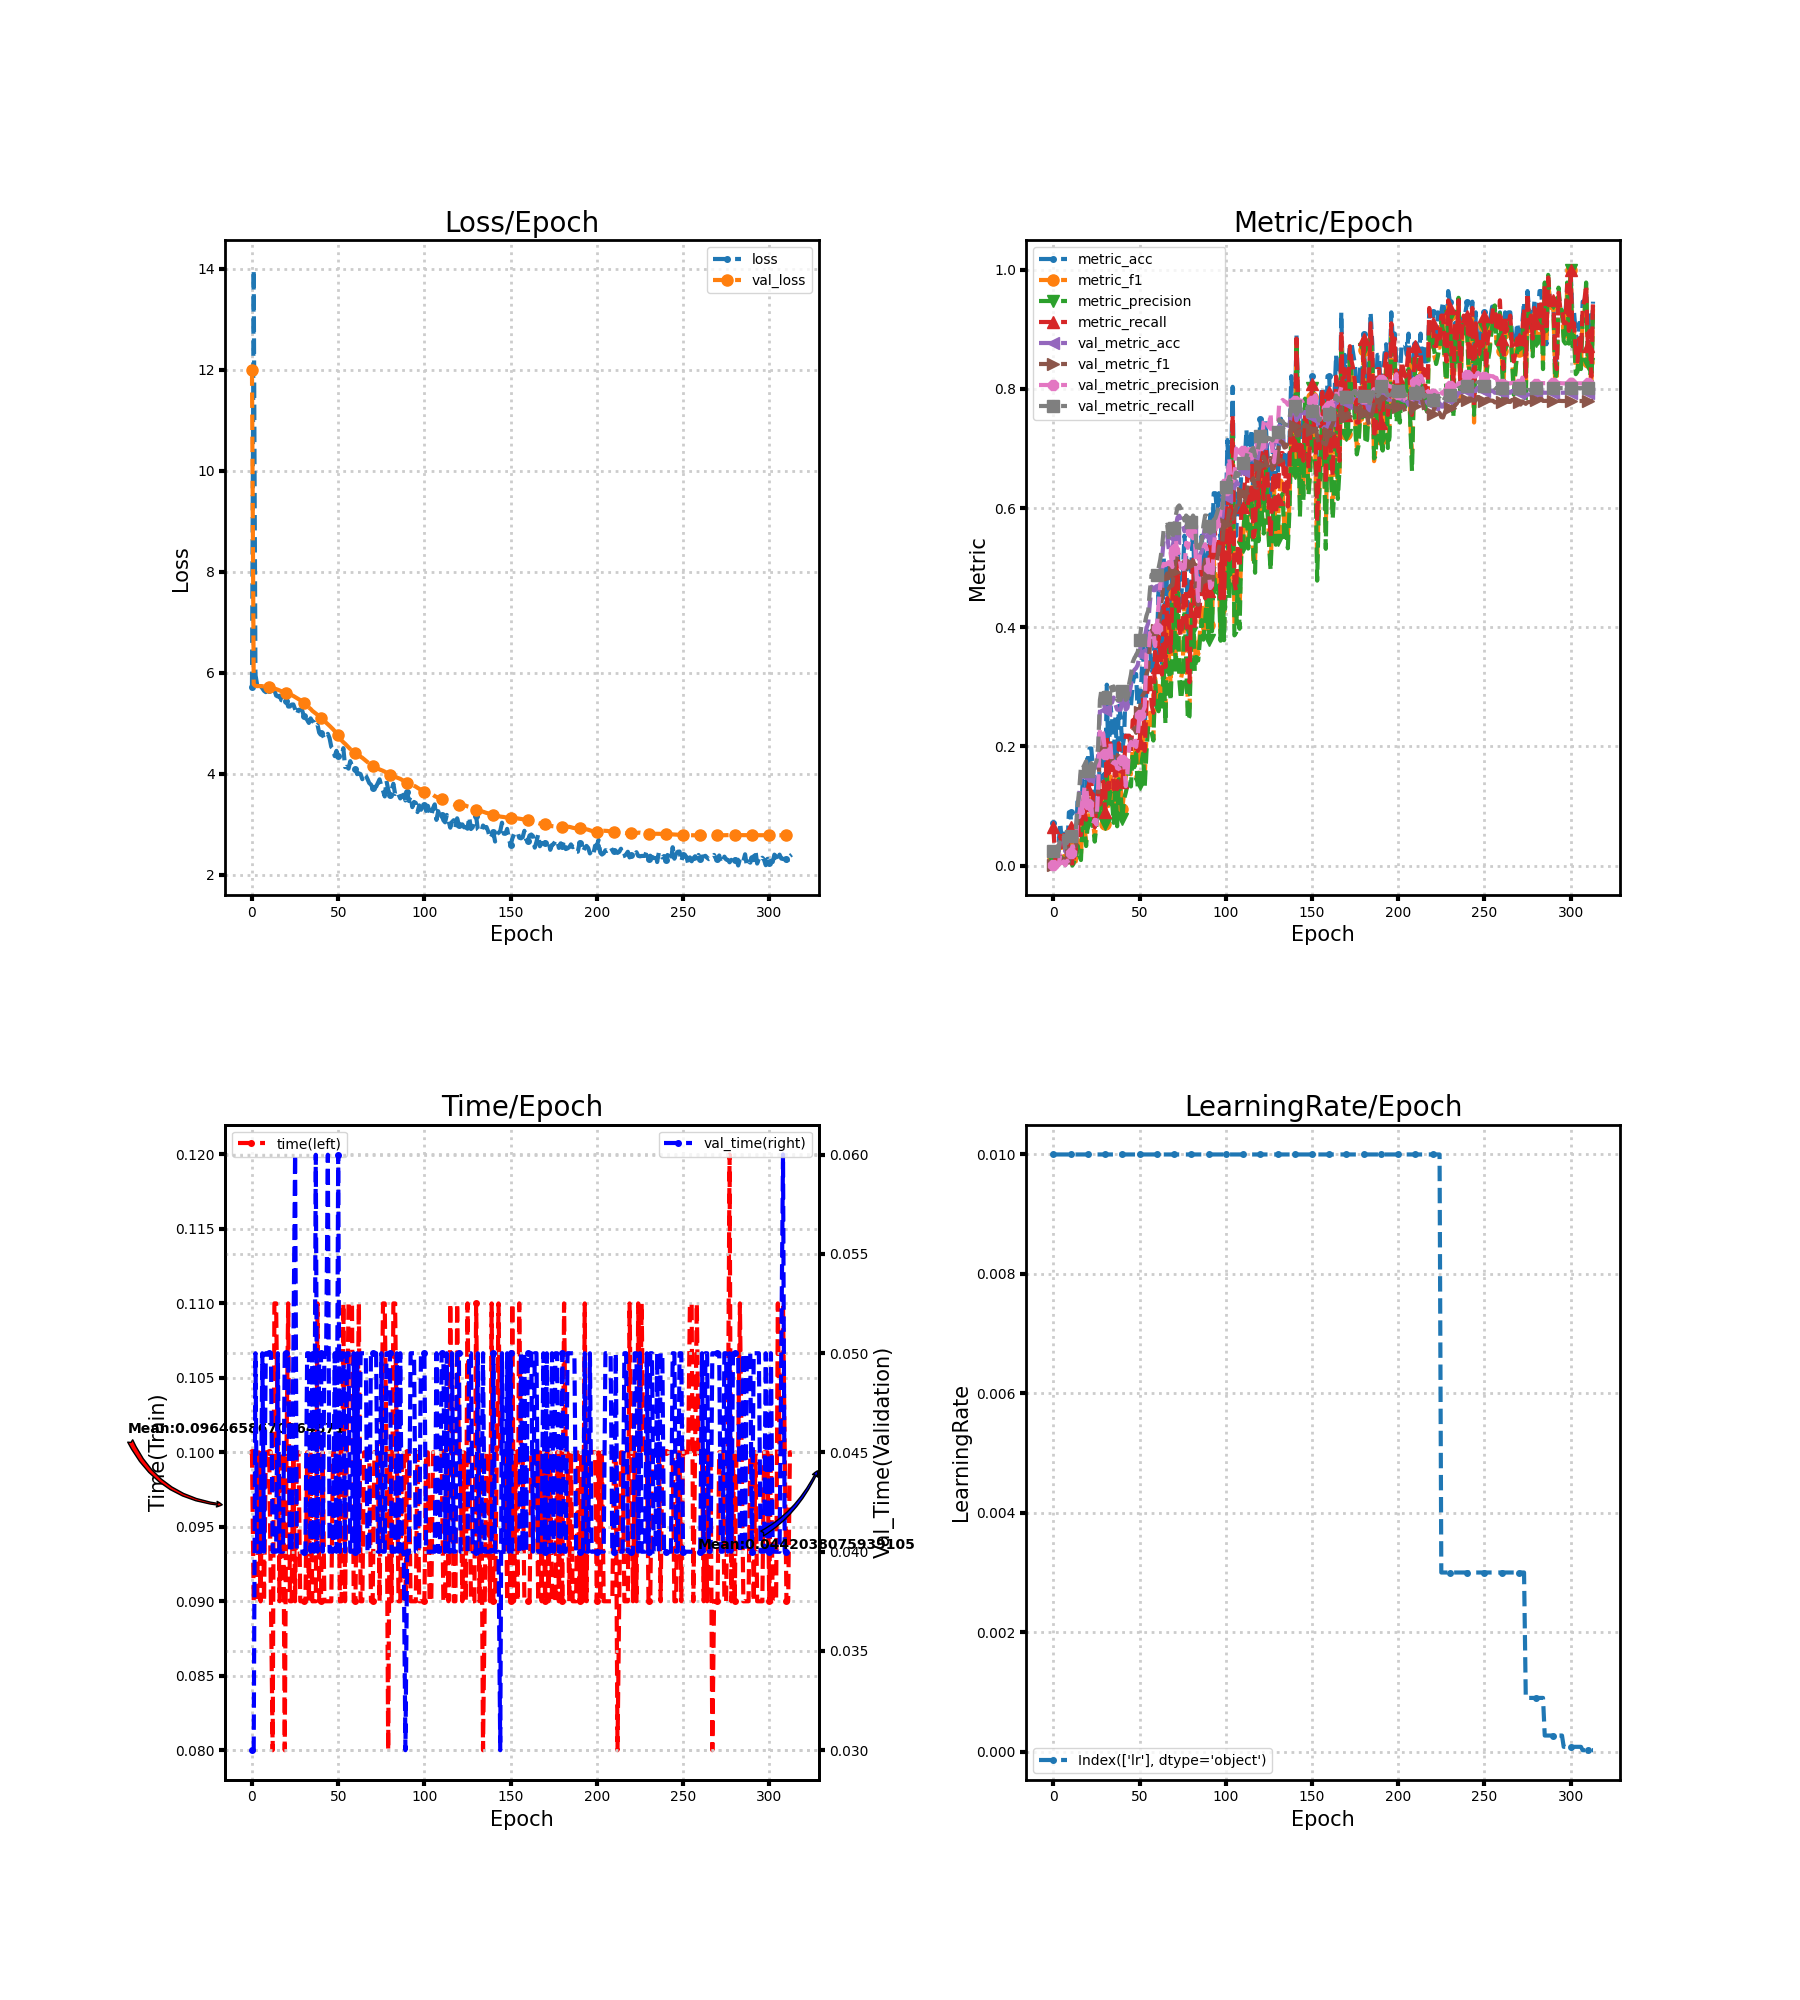 Loss/Epoch
14
12
10
8
6
4
2
Loss
loss
val_loss
0 50 100 150 200 250 300
Epoch
Metric/Epoch
1.0
0.8
0.6
0.4
0.2
0.0
Metric
metric_acc
metric_f1
metric_precision
metric_recall
val_metric_acc
val_metric_f1
val_metric_precision
val_metric_recall
0 50 100 150 200 250 300
Epoch
Time/Epoch
time(left)
val_time(right)
0.120
0.115
0.110
0.105
0.100
0.095
0.090
0.085
0.080
Time(Train)
0.060
0.055
0.050
0.045
0.040
0.035
0.030
Val_Time(Validation)
Mean:0.0442038075939105
0 50 100 150 200 250 300
Epoch
LearningRate/Epoch
0.010
0.008
0.006
0.004
0.002
0.000
LearningRate
Index(['lr'], dtype='object')
0 50 100 150 200 250 300
Epoch